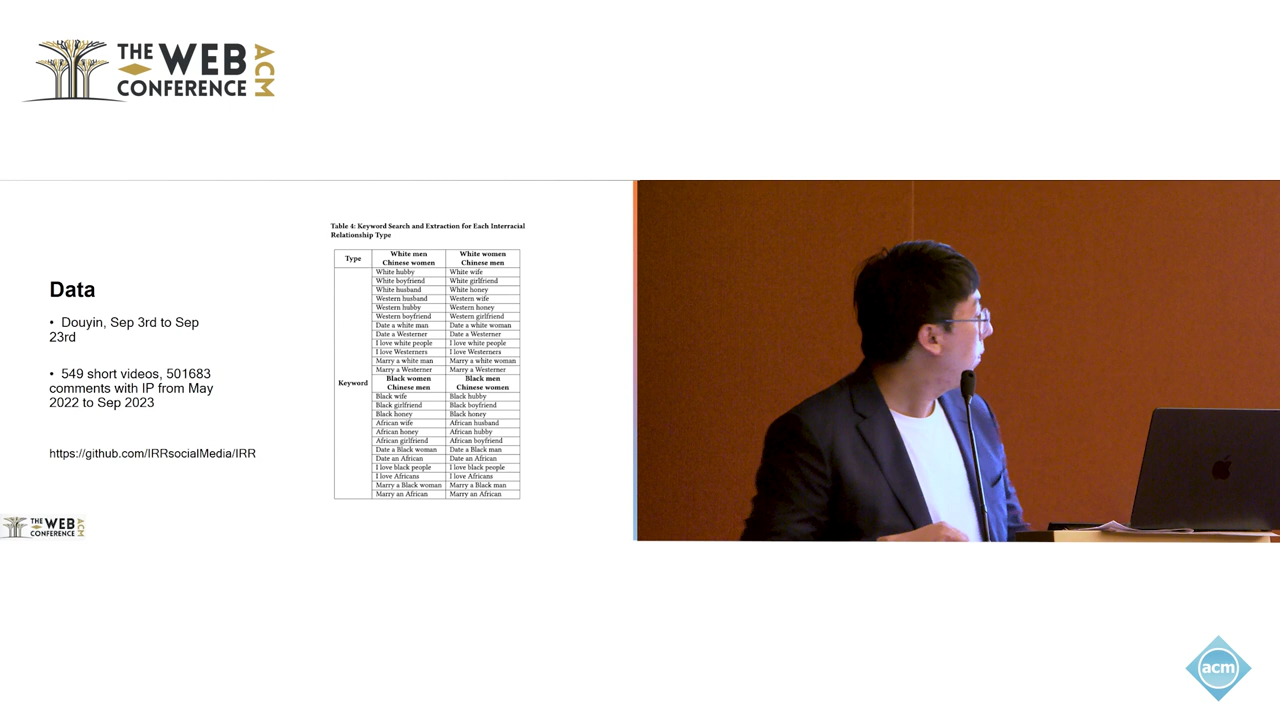 THE WEB
CONFERENCE
ACM
Table 4: Keyword Search and Extraction for Each Interracial
Relationship Type
Type
White men
Chinese women
White women
Chinese men
White hubby
White wife
White boyfriend
White girlfriend
White husband
White honey
Western husband
Western wife
Western hubby
Western honey
Western boyfriend
Western girlfriend
Date a white man
Date a white woman
Date a Westerner
Date a Westerner
I love white people
I love white people
I love Westerners
I love Westerners
Marry a white man
Marry a white woman
Marry a Westerner
Marry a Westerner
Keyword
Black women
Chinese men
Black men
Chinese women
Black wife
Black hubby
Black girlfriend
Black boyfriend
Black honey
Black honey
African wife
African husband
African honey
African hubby
African girlfriend
African boyfriend
Date a Black woman
Date a Black man
Date an African
Date an African
I love black people
I love black people
I love Africans
I love Africans
Marry a Black woman
Marry a Black man
Marry an African
Marry an African
Data
• Douyin, Sep 3rd to Sep
23rd
• 549 short videos, 501683
comments with IP from May
2022 to Sep 2023
https://github.com/IRRsocialMedia/IRR
THE WEB
CONFERENCE
ACM
acm